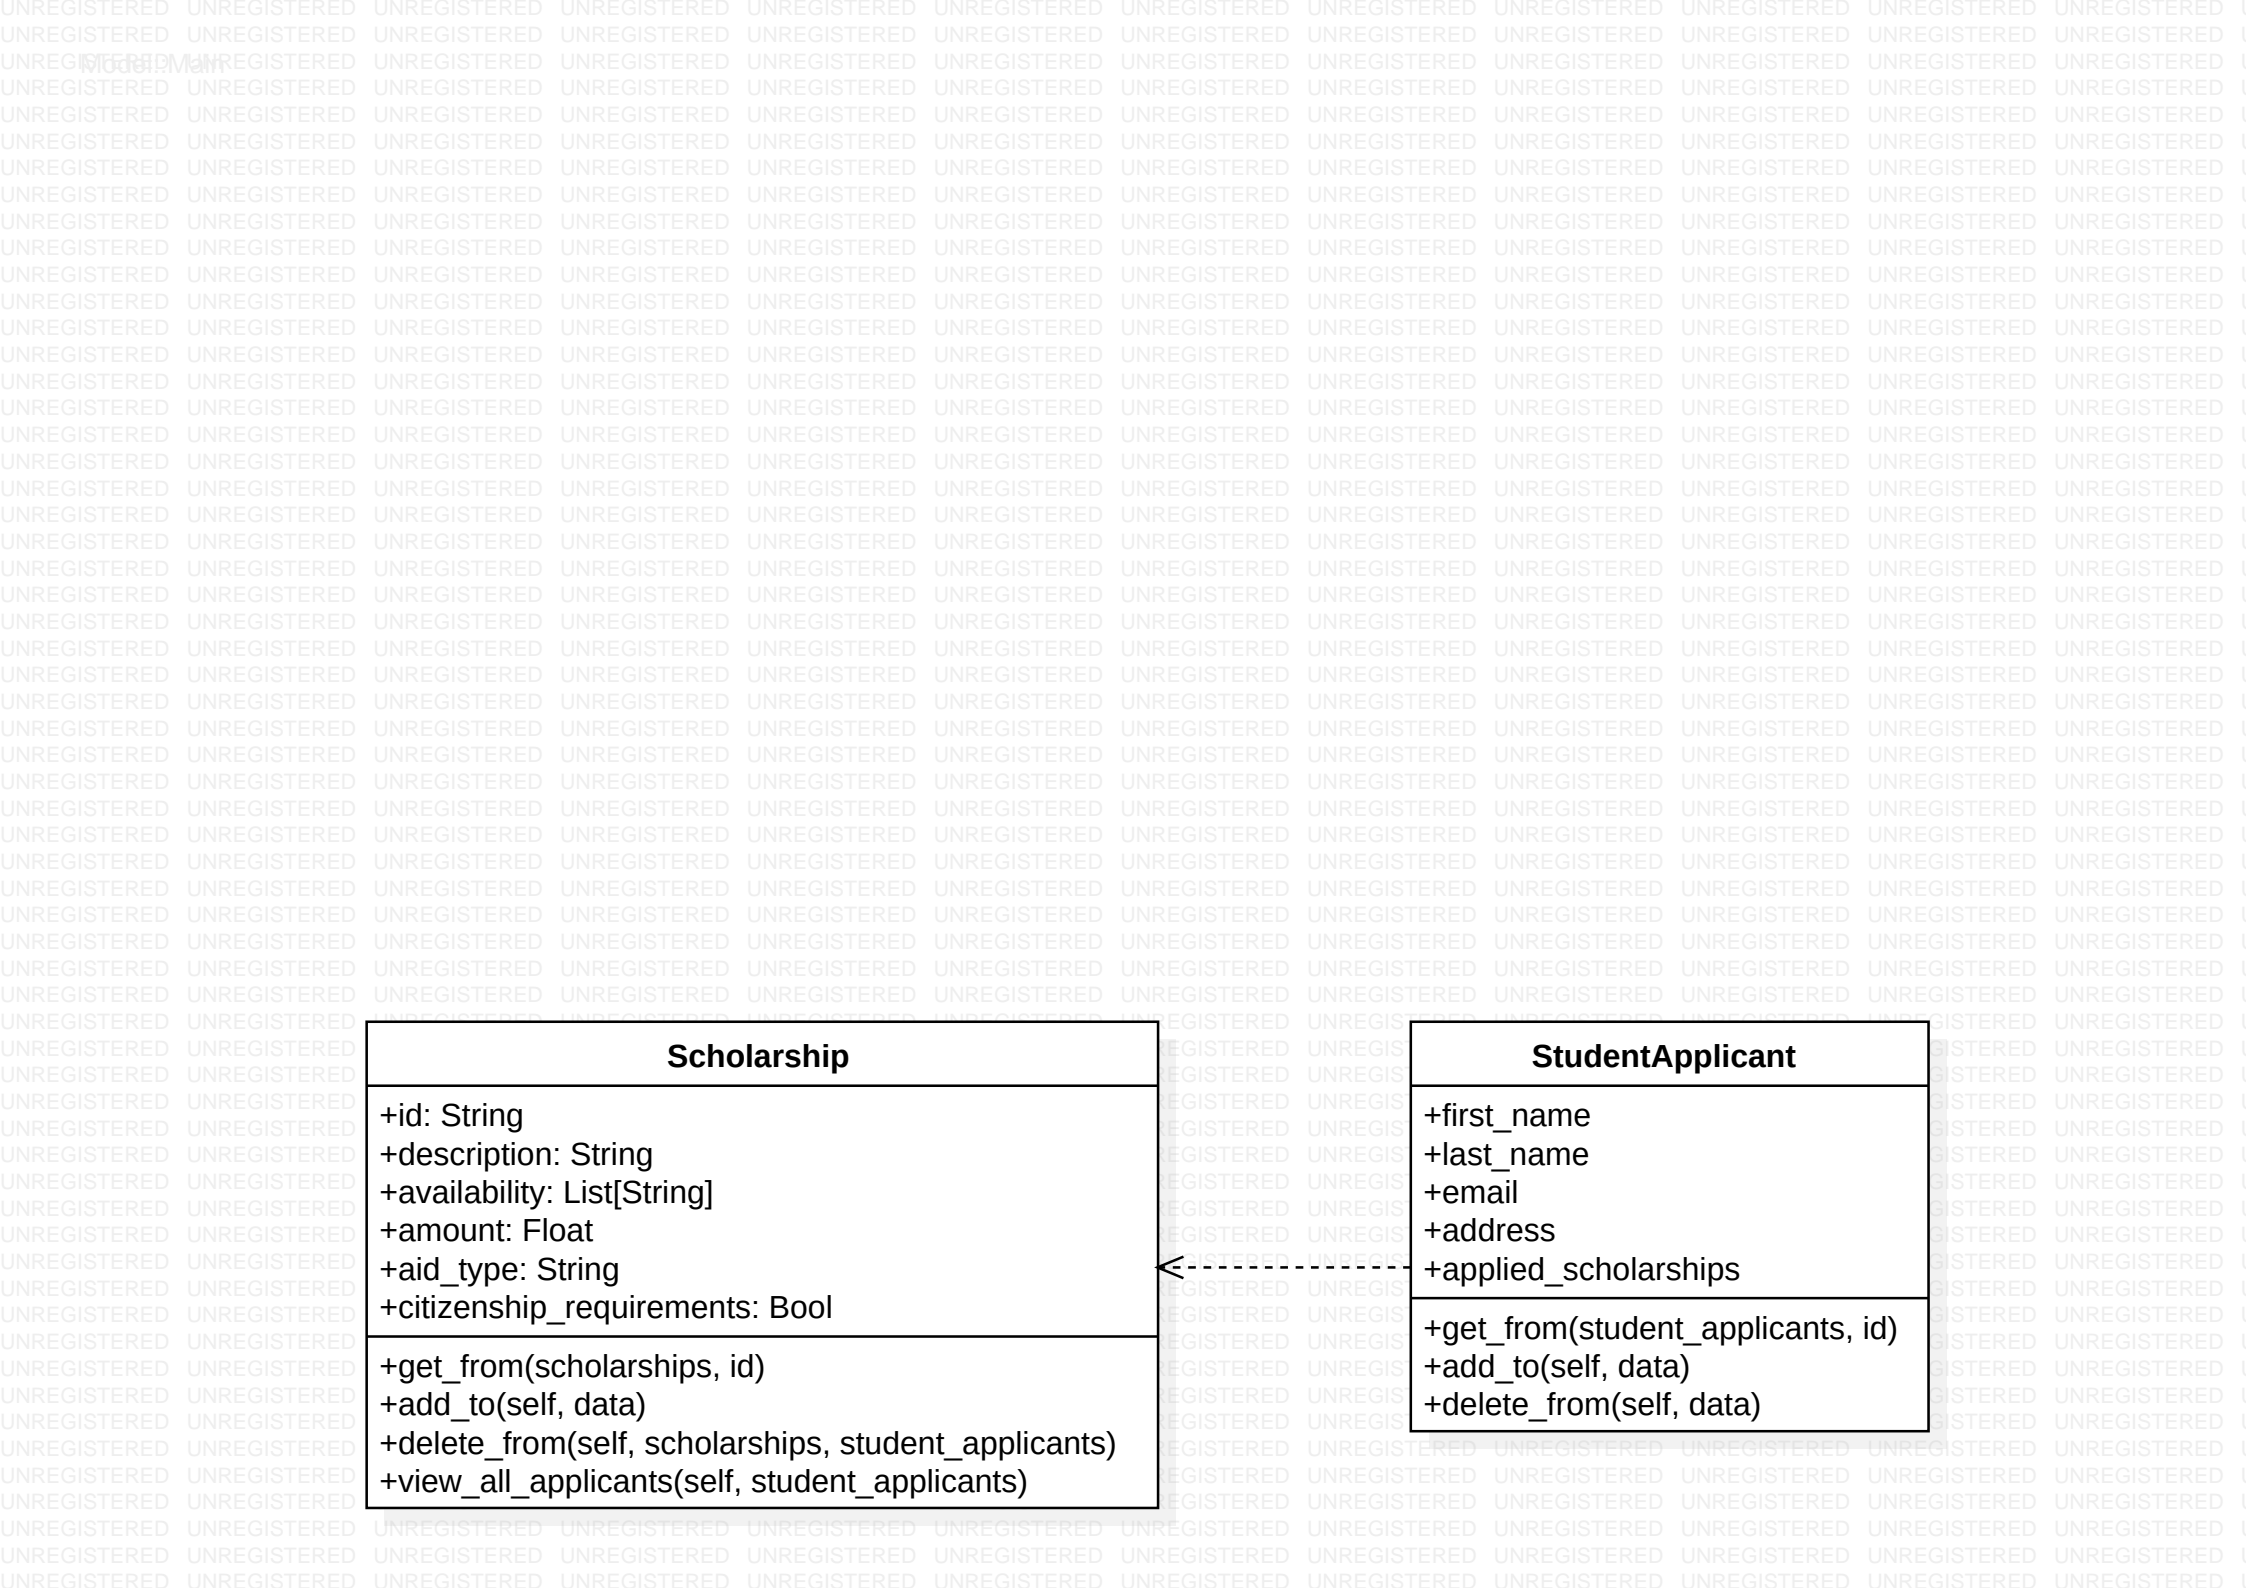 Model::Main
Scholarship
+id: String
+description: String
+availability: List[String]
+amount: Float
+aid_type: String
+citizenship_requirements: Bool
+get_from(scholarships, id)
+add_to(self, data)
+delete_from(self, scholarships, student_applicants)
+view_all_applicants(self, student_applicants)
StudentApplicant
+first_name
+last_name
+email
+address
+applied_scholarships
+get_from(student_applicants, id)
+add_to(self, data)
+delete_from(self, data)
UNREGISTERED